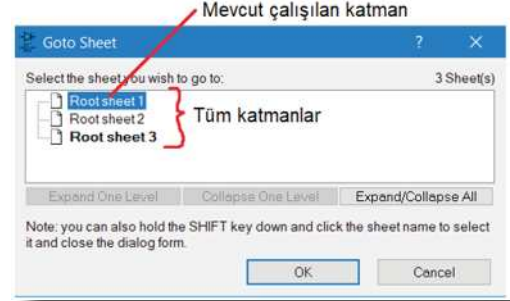 Mevcut çalışılan katman
Goto Sheet ? ×
Select the sheet you wish to go to: 3 Sheet(s)
Root sheet 1
Root sheet 2
Root sheet 3
Tüm katmanlar
Expand One Level Collapse One Level Expand/Collapse All
Note: you can also hold the SHIFT key down and click the sheet name to select
it and close the dialog form.
OK Cancel